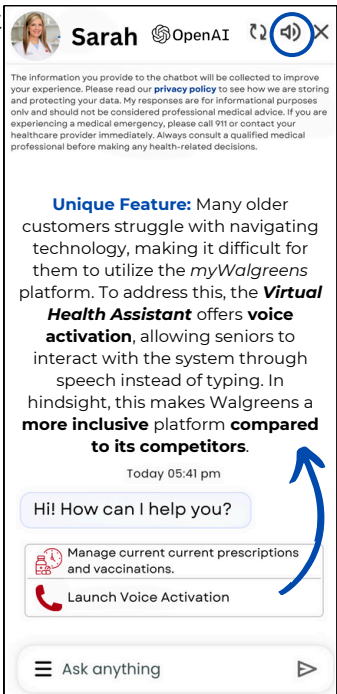 Sarah OpenAI
The information you provide to the chatbot will be collected to improve
your experience. Please read our privacy policy to see how we are storing
and protecting your data. My responses are for informational purposes
only and should not be considered professional medical advice. If you are
experiencing a medical emergency, please call 911 or contact your
healthcare provider immediately. Always consult a qualified medical
professional before making any health-related decisions.
Unique Feature: Many older
customers struggle with navigating
technology, making it difficult for
them to utilize the myWalgreens
platform. To address this, the Virtual
Health Assistant offers voice
activation, allowing seniors to
interact with the system through
speech instead of typing. In
hindsight, this makes Walgreens a
more inclusive platform compared
to its competitors.
Today 05:41 pm
Hi! How can I help you?
Manage current current prescriptions
and vaccinations.
Launch Voice Activation
Ask anything